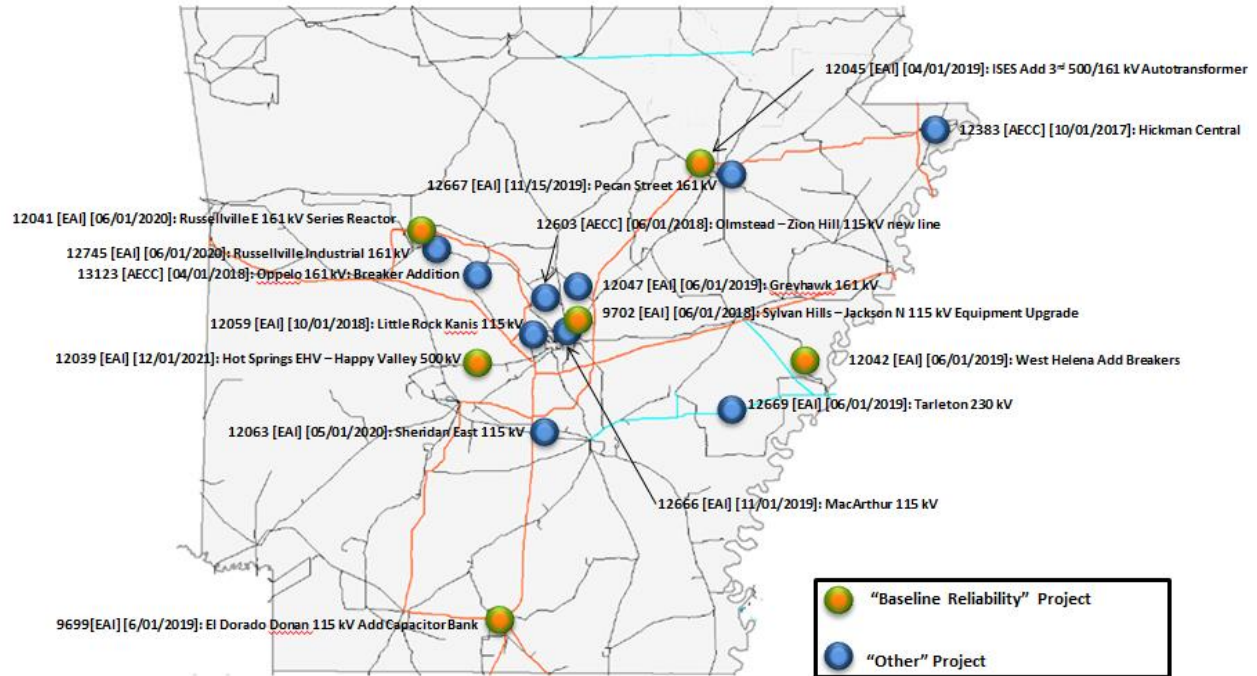 12045 [EAI] [04/01/2019]: ISES Add 3rd 500/161 kV Autotransformer
12383 [AECC] [10/01/2017]: Hickman Central
12667 [EAI] [11/15/2019]: Pecan Street 161 kV
12041 [EAI] [06/01/2020]: Russellville E 161 kV Series Reactor
12603 [AECC] [06/01/2018]: Olmstead – Zion Hill 115 kV new line
12745 [EAI] [06/01/2020]: Russellville Industrial 161 kV
13123 [AECC] [04/01/2018]: Oppelo 161 kV: Breaker Addition
12047 [EAI] [06/01/2019]: Greyhawk 161 kV
9702 [EAI] [06/01/2018]: Sylvan Hills – Jackson N 115 kV Equipment Upgrade
12059 [EAI] [10/01/2018]: Little Rock Kanis 115 kV
12039 [EAI] [12/01/2021]: Hot Springs EHV – Happy Valley 500 kV
12042 [EAI] [06/01/2019]: West Helena Add Breakers
12669 [EAI] [06/01/2019]: Tarleton 230 kV
12063 [EAI] [05/01/2020]: Sheridan East 115 kV
12666 [EAI] [11/01/2019]: MacArthur 115 kV
9699[EAI] [6/01/2019]: El Dorado Donan 115 kV Add Capacitor Bank
“Baseline Reliability” Project
“Other” Project